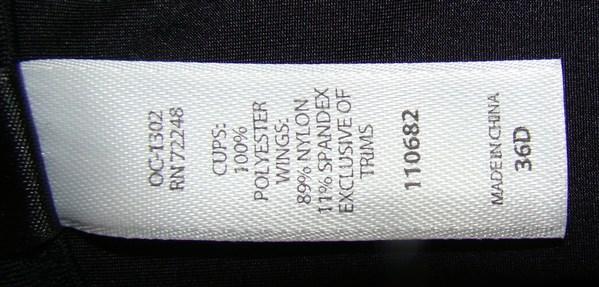 OC-1302
RN 72248
CUPS:
100%
POLYESTER
WINGS:
89% NYLON
11% SPANDEX
EXCLUSIVE OF
TRIMS
110682
MADE IN CHINA
36D